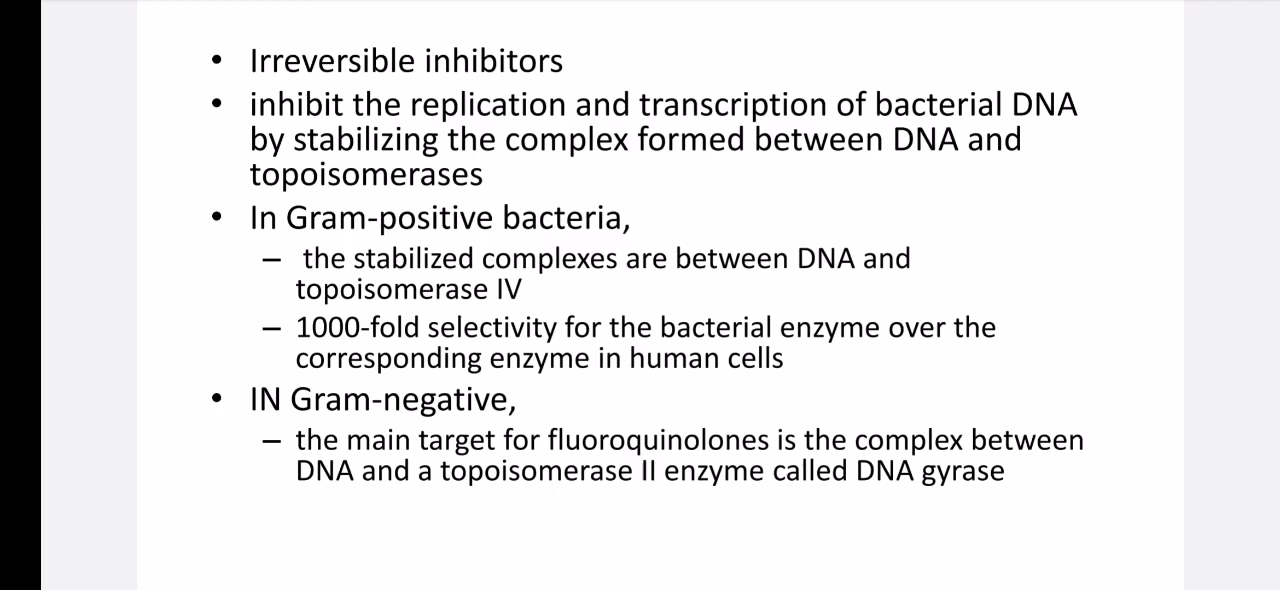 • Irreversible inhibitors
• inhibit the replication and transcription of bacterial DNA
by stabilizing the complex formed between DNA and
topoisomerases
• In Gram-positive bacteria,
– the stabilized complexes are between DNA and
topoisomerase IV
– 1000-fold selectivity for the bacterial enzyme over the
corresponding enzyme in human cells
• IN Gram-negative,
– the main target for fluoroquinolones is the complex between
DNA and a topoisomerase II enzyme called DNA gyrase